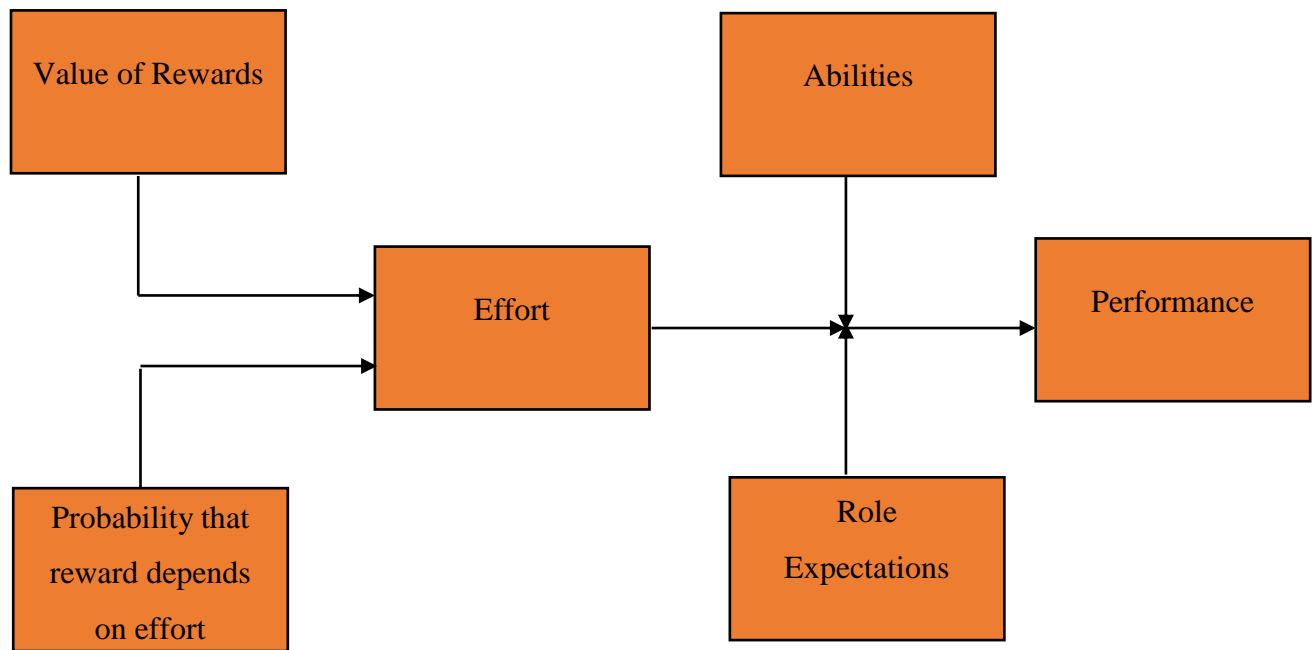 Value of Rewards
Abilities
Effort
Performance
Probability that
reward depends
on effort
Role
Expectations